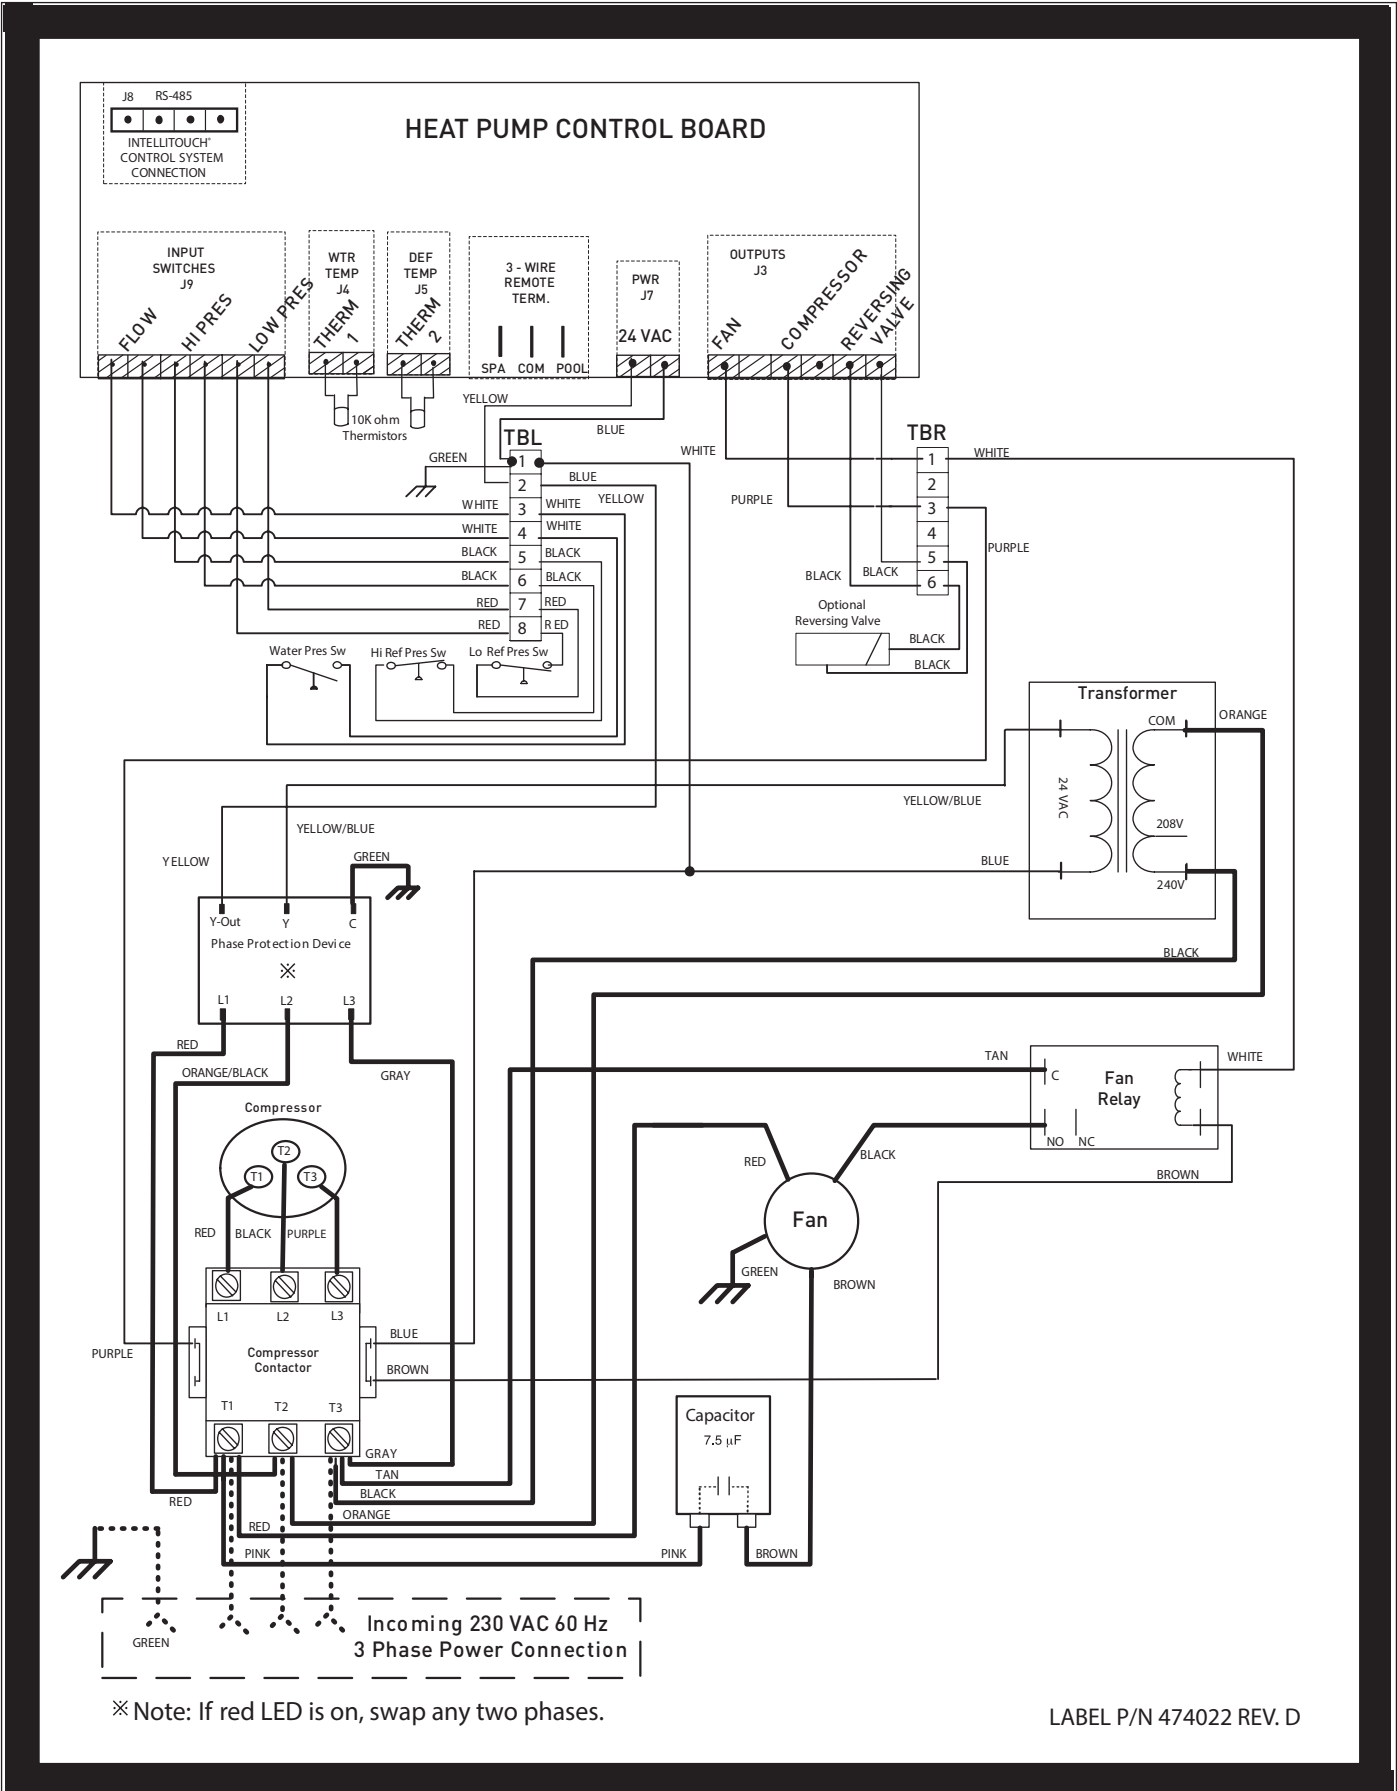 J8 RS-485
INTELLITOUCH®
CONTROL SYSTEM
CONNECTION
HEAT PUMP CONTROL BOARD
INPUT
SWITCHES
J9
FLOW
HI PRES
LOW PRES
WTR
TEMP
J4
THERM
1
DEF
TEMP
J5
THERM
2
3 - WIRE
REMOTE
TERM.
SPA COM POOL
PWR
J7
24 VAC
OUTPUTS
J3
FAN
COMPRESSOR
REVERSING
VALVE
10K ohm
Thermistors
YELLOW
BLUE
TBL
GREEN
1
2
3
4
5
6
7
8
BLUE
YELLOW
WHITE
WHITE
WHITE
WHITE
BLACK
BLACK
BLACK
BLACK
RED
RED
RED
RED
Water Pres Sw
Hi Ref Pres Sw
Lo Ref Pres Sw
TBR
WHITE
WHITE
1
2
3
4
5
6
PURPLE
PURPLE
BLACK
BLACK
Optional
Reversing Valve
BLACK
BLACK
Transformer
COM
ORANGE
24 VAC
208V
240V
YELLOW/BLUE
YELLOW/BLUE
YELLOW
GREEN
BLUE
BLACK
Y-Out
Y
C
Phase Protection Device
※
L1
L2
L3
RED
ORANGE/BLACK
GRAY
TAN
C
Fan
Relay
WHITE
NO
NC
BROWN
Compressor
T2
T1
T3
RED
BLACK
PURPLE
RED
BLACK
Fan
GREEN
BROWN
L1
L2
L3
Compressor
Contactor
T1
T2
T3
PURPLE
BLUE
BROWN
Capacitor
7.5 µF
GRAY
TAN
BLACK
ORANGE
RED
RED
PINK
PINK
BROWN
GREEN
Incoming 230 VAC 60 Hz
3 Phase Power Connection
※ Note: If red LED is on, swap any two phases.
LABEL P/N 474022 REV. D